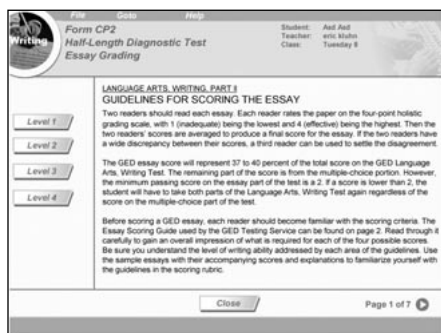 File Goto Help
Writing
Form CP2
Half-Length Diagnostic Test
Essay Grading
Student: Asd Asd
Teacher: eric kluhn
Class: Tuesday 8
Level 1
Level 2
Level 3
Level 4
LANGUAGE ARTS, WRITING, PART II
GUIDELINES FOR SCORING THE ESSAY
Two readers should read each essay. Each reader rates the paper on the four-point holistic
grading scale, with 1 (inadequate) being the lowest and 4 (effective) being the highest. Then the
two readers' scores are averaged to produce a final score for the essay. If the two readers have
a wide discrepancy between their scores, a third reader can be used to settle the disagreement.
The GED essay score will represent 37 to 40 percent of the total score on the GED Language
Arts, Writing Test. The remaining part of the score is from the multiple-choice portion. However,
the minimum passing score on the essay part of the test is a 2. If a score is lower than 2, the
student will have to take both parts of the Language Arts, Writing Test again regardless of the
score on the multiple-choice part of the test.
Before scoring a GED essay, each reader should become familiar with the scoring criteria. The
Essay Scoring Guide used by the GED Testing Service can be found on page 2. Read through it
carefully to gain an overall impression of what is required for each of the four possible scores.
Be sure you understand the level of writing ability addressed by each area of the guidelines. Use
the sample essays with their accompanying scores and explanations to familiarize yourself with
the guidelines in the scoring rubric.
Close
Page 1 of 7